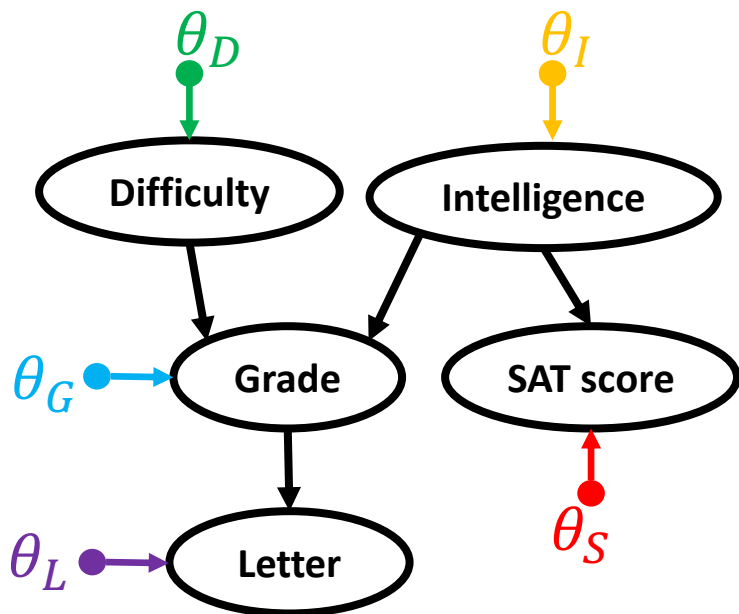 θ_D
θ_I
Difficulty
Intelligence
θ_G
Grade
SAT score
θ_S
θ_L
Letter